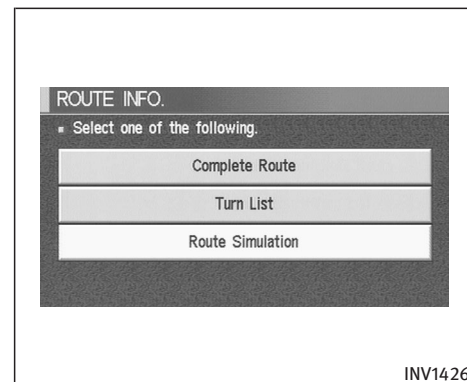 ROUTE INFO.
Select one of the following.
Complete Route
Turn List
Route Simulation
INV1426